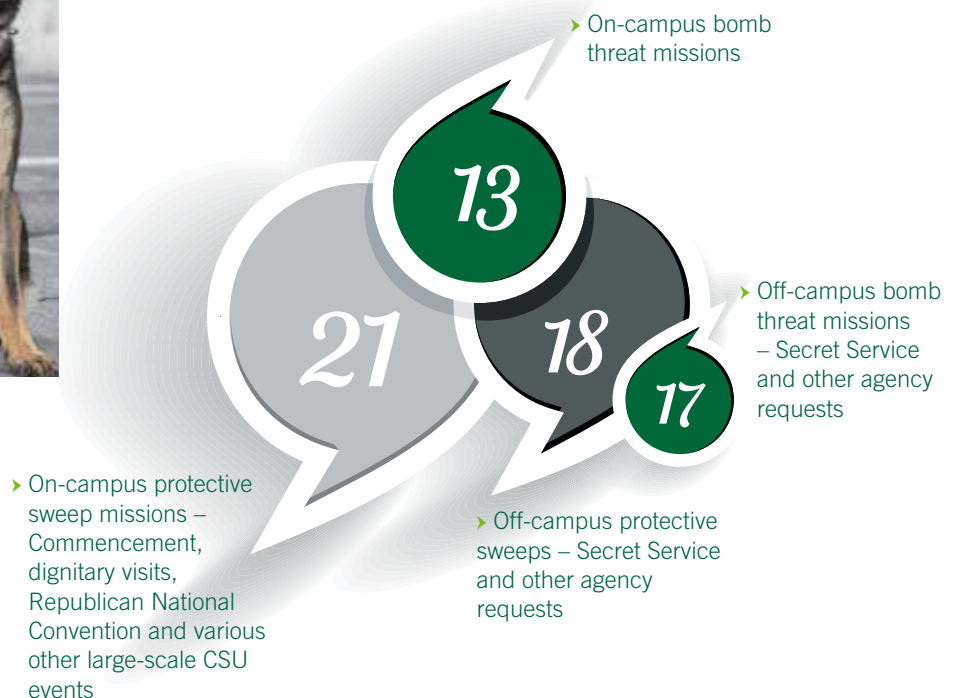 › On-campus bomb
threat missions
13
21
18
17
› Off-campus bomb
threat missions
– Secret Service
and other agency
requests
› On-campus protective
sweep missions –
Commencement,
dignitary visits,
Republican National
Convention and various
other large-scale CSU
events
› Off-campus protective
sweeps – Secret Service
and other agency
requests